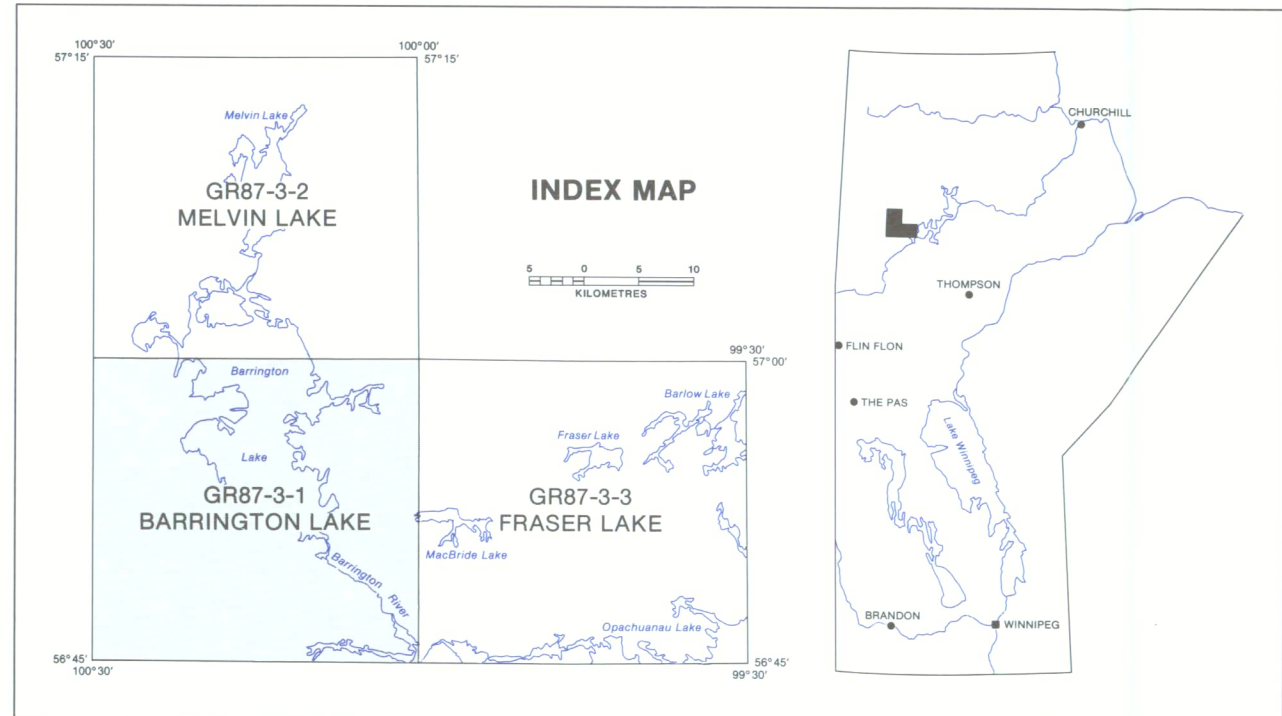 100°30'
57°15'
100°00'
57°15'
Melvin Lake
GR87-3-2
MELVIN LAKE
INDEX MAP
5 0 5 10
KILOMETRES
99°30'
57°00'
Barrington
Lake
GR87-3-1
BARRINGTON LAKE
Barrington River
Barlow Lake
Fraser Lake
GR87-3-3
FRASER LAKE
MacBride Lake
Opachuanau Lake
56°45'
100°30'
56°45'
99°30'
CHURCHILL
THOMPSON
FLIN FLON
THE PAS
Lake Winnipeg
BRANDON
WINNIPEG